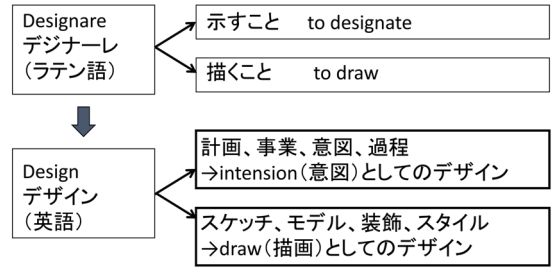 Designare
デジナーレ
（ラテン語）
示すこと　to designate
描くこと　to draw
Design
デザイン
（英語）
計画、事業、意図、過程
→intension（意図）としてのデザイン
スケッチ、モデル、装飾、スタイル
→draw（描画）としてのデザイン